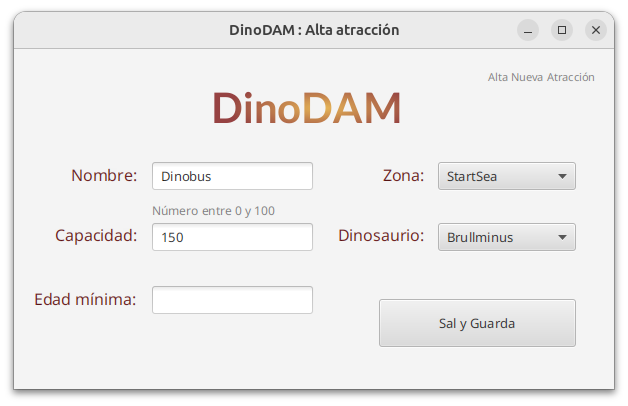 DinoDAM : Alta atracción
Alta Nueva Atracción
DinoDAM
Nombre: Dinobus Zona: StartSea
Número entre 0 y 100
Capacidad: 150 Dinosaurio: Brullminus
Edad mínima:
Sal y Guarda